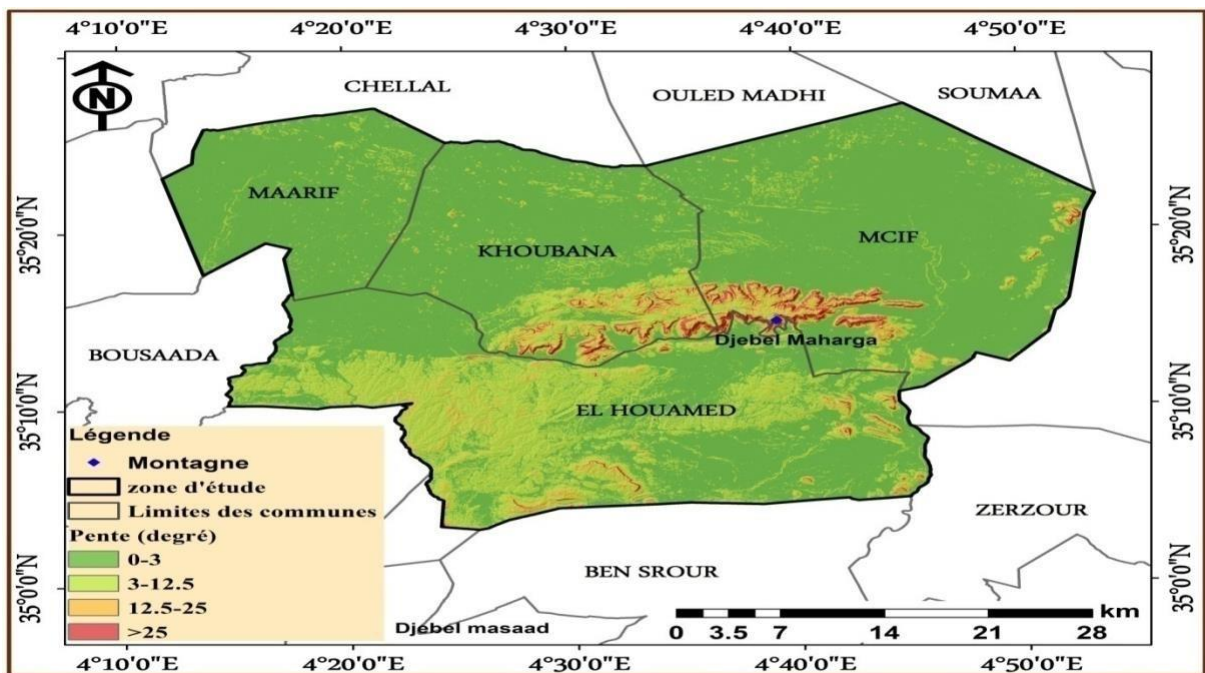 4°10'0"E 4°20'0"E 4°30'0"E 4°40'0"E 4°50'0"E
N
CHELLAL
OULED MADHI
SOUMAA
MAARIF
35°20'0"N
35°20'0"N
KHOUBANA
MCIF
BOUSAADA
Djebel Maharga
35°10'0"N
EL HOUAMED
35°10'0"N
Légende
Montagne
zone d'étude
Limites des communes
Pente (degré)
0-3
3-12.5
12.5-25
>25
ZERZOUR
BEN SROUR
35°0'0"N
35°0'0"N
Djebel masaad
km
0 3.5 7 14 21 28
4°10'0"E 4°20'0"E 4°30'0"E 4°40'0"E 4°50'0"E